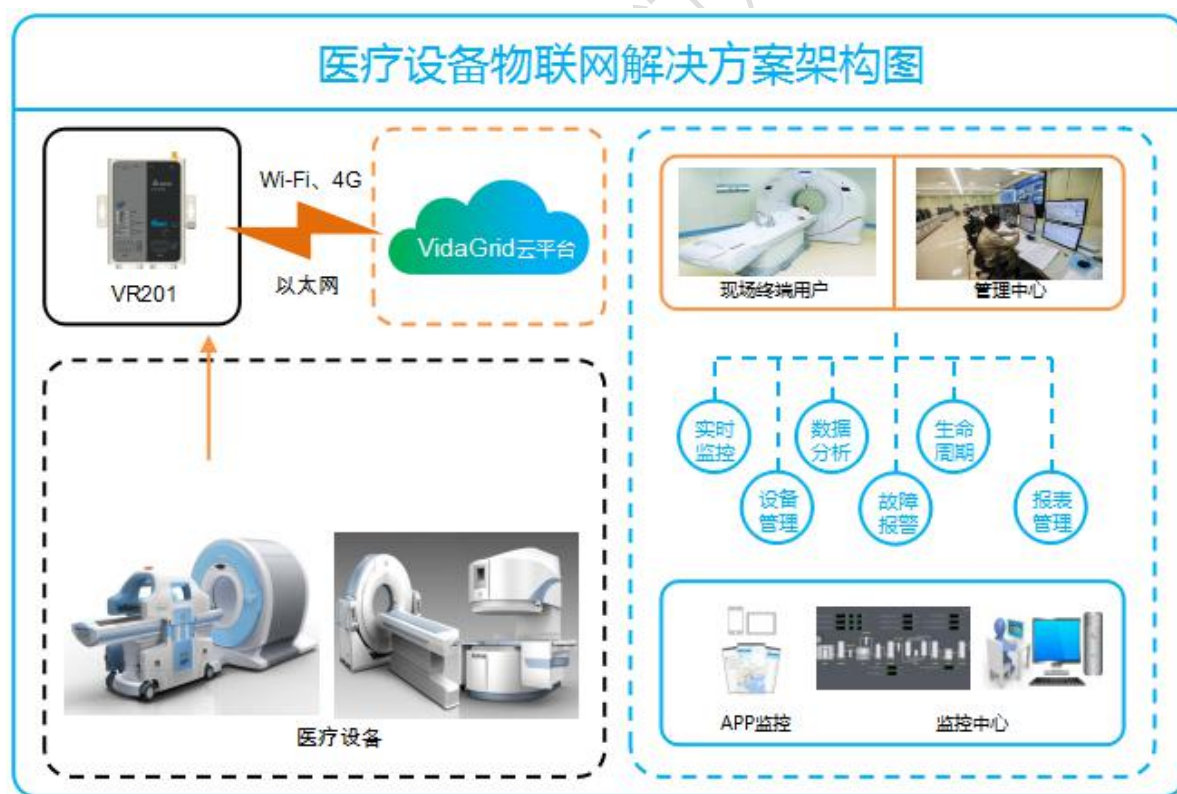 医疗设备物联网解决方案架构图
Wi-Fi、4G
VidaGrid云平台
以太网
VR201
现场终端用户
管理中心
实时
监控
数据
分析
生命
周期
设备
管理
故障
报警
报表
管理
医疗设备
APP监控
监控中心